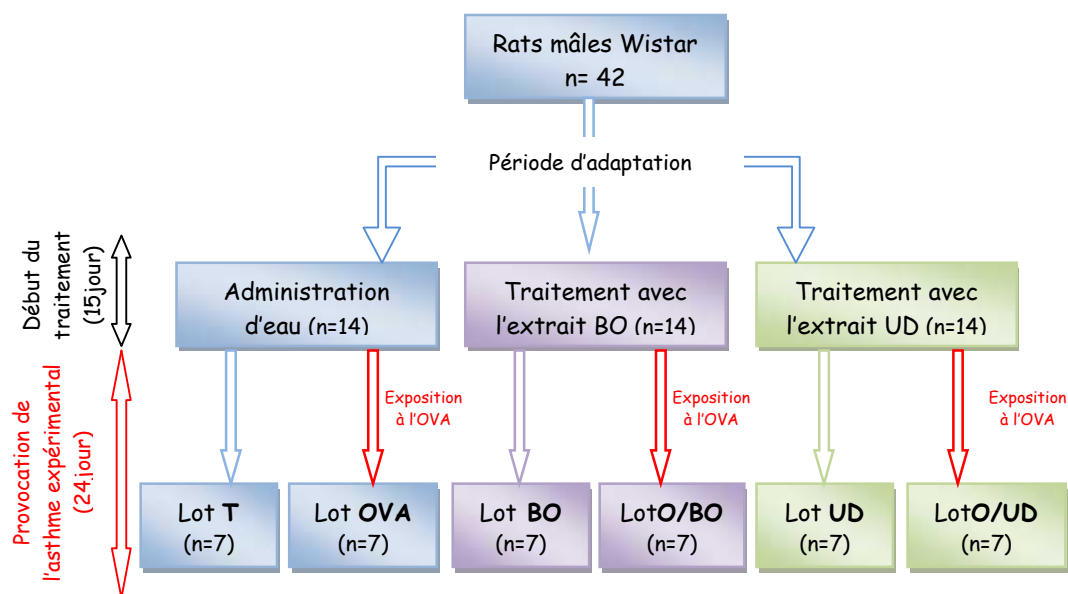 Rats mâles Wistar
n= 42
Période d'adaptation
Début du
traitement
(15jour)
Administration
d'eau (n=14)
Traitement avec
l'extrait BO (n=14)
Traitement avec
l'extrait UD (n=14)
Provocation de
l'asthme expérimental
(24.jour)
Exposition
à l'OVA
Exposition
à l'OVA
Exposition
à l'OVA
Lot T
(n=7)
Lot OVA
(n=7)
Lot BO
(n=7)
LotO/BO
(n=7)
Lot UD
(n=7)
LotO/UD
(n=7)